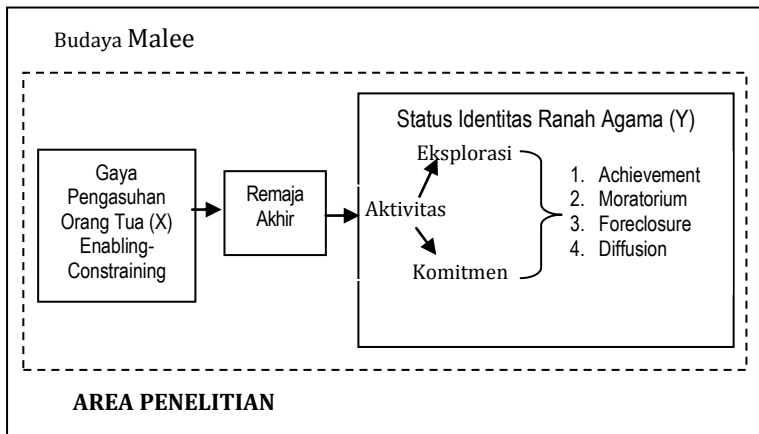 Budaya Malee
Gaya
Pengasuhan
Orang Tua (X)
Enabling-
Constraining
Remaja
Akhir
Status Identitas Ranah Agama (Y)
Eksplorasi
Aktivitas
Komitmen
1. Achievement
2. Moratorium
3. Foreclosure
4. Diffusion
AREA PENELITIAN